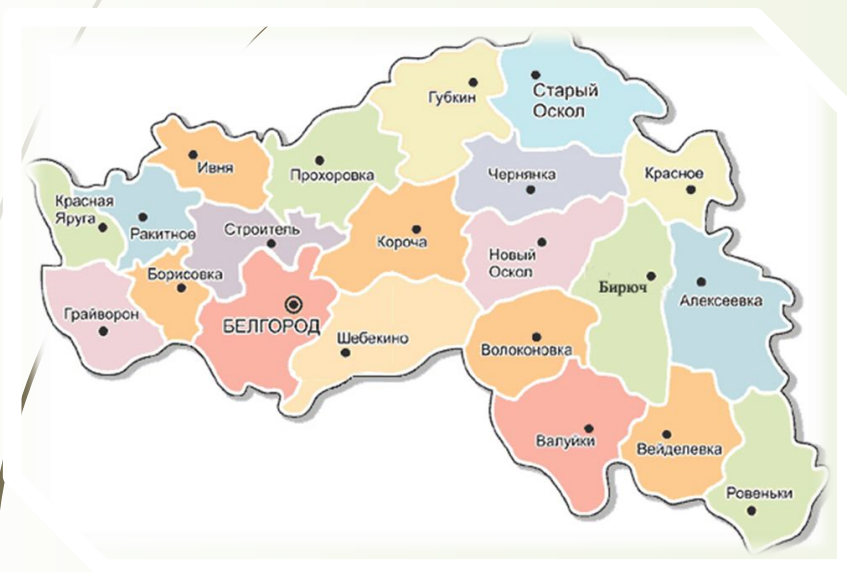 Губкин
Старый
Оскол
Ивня
Прохоровка
Чернянка
Красное
Красная
Яруга
Ракитное
Строитель
Короча
Новый
Оскол
Борисовка
Бирюч
Алексеевка
Грайворон
БЕЛГОРОД
Шебекино
Волоконовка
Валуйки
Вейделевка
Ровеньки